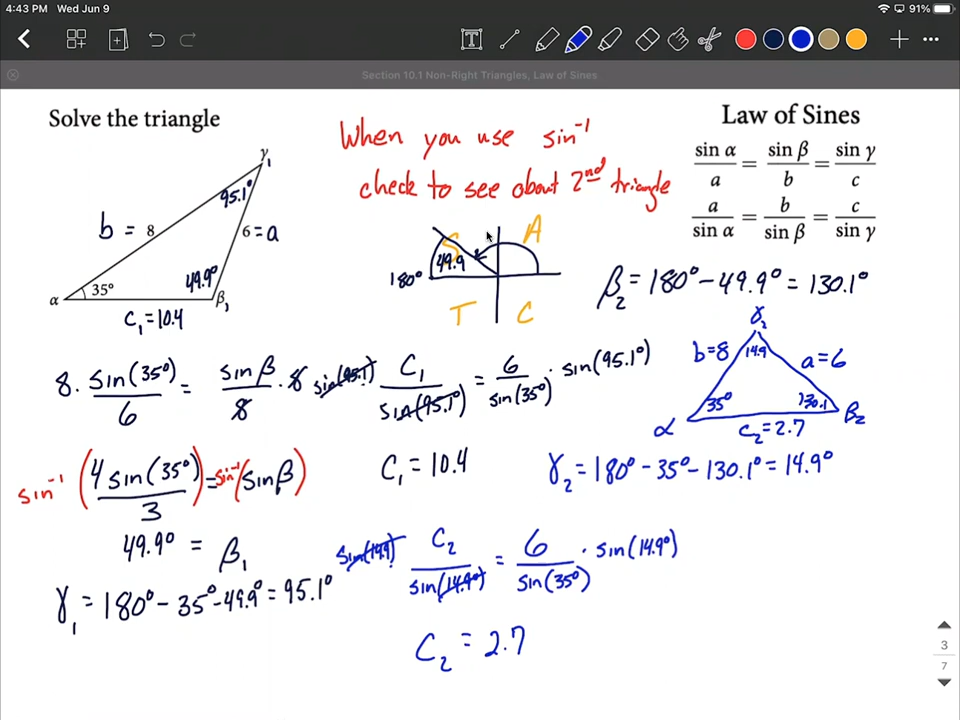 4:43 PM Wed Jun 9
91%
Section 10.1 Non-Right Triangles, Law of Sines
Solve the triangle
γ₁
95.1°
b = 8
6 = a
35°
49.9°
α
β₁
C₁ = 10.4
When you use sin⁻¹
check to see about 2nd triangle
S A
180° 49.9
T C
Law of Sines
sin α / a = sin β / b = sin γ / c
a / sin α = b / sin β = c / sin γ
β₂ = 180° - 49.9° = 130.1°
γ₂
14.9
b = 8
a = 6
35°
130.1
α
β₂
C₂ = 2.7
γ₂ = 180° - 35° - 130.1° = 14.9°
8 · sin(35°) / 6 = sin β / 8 · 8
sin⁻¹ (4 sin(35°) / 3) = sin⁻¹ (sin β)
49.9° = β₁
γ₁ = 180° - 35° - 49.9° = 95.1°
sin(95.1°) C₁ / sin(95.1°) = 6 / sin(35°) · sin(95.1°)
C₁ = 10.4
sin(14.9°) C₂ / sin(14.9°) = 6 / sin(35°) · sin(14.9°)
C₂ = 2.7
3
7